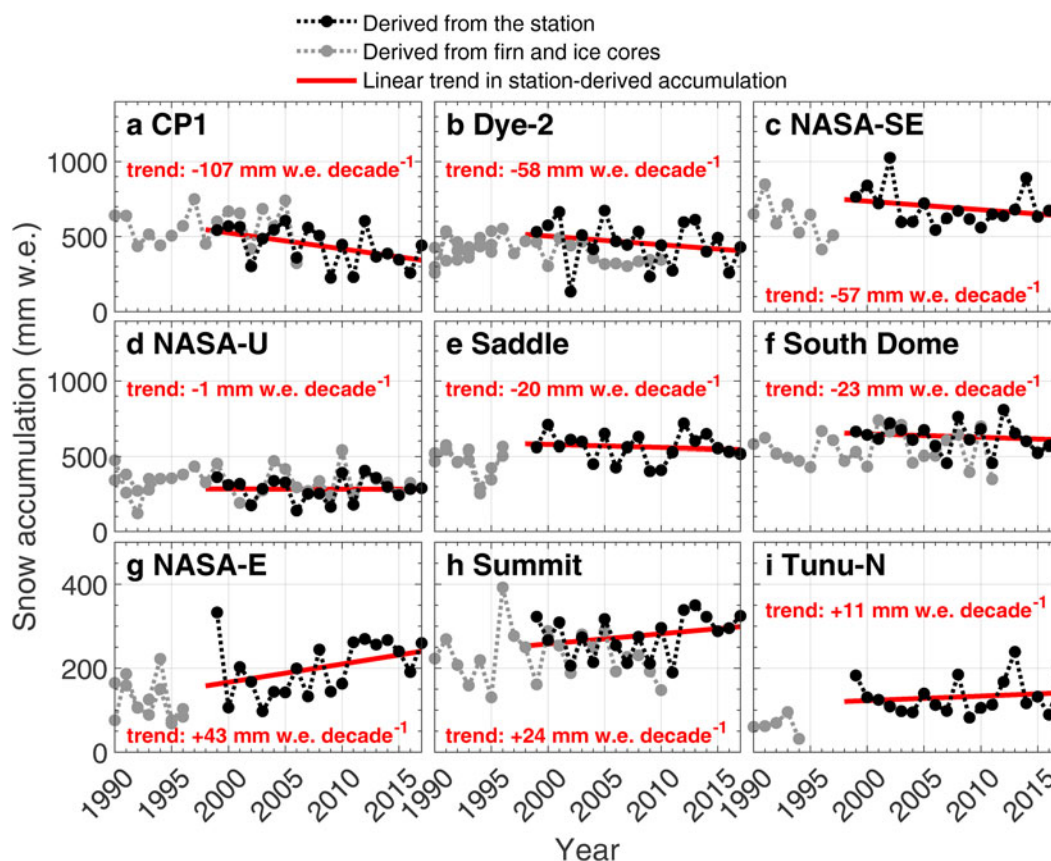 Derived from the station
Derived from firn and ice cores
Linear trend in station-derived accumulation
a CP1
trend: -107 mm w.e. decade⁻¹
b Dye-2
trend: -58 mm w.e. decade⁻¹
c NASA-SE
trend: -57 mm w.e. decade⁻¹
1000
500
0
d NASA-U
trend: -1 mm w.e. decade⁻¹
e Saddle
trend: -20 mm w.e. decade⁻¹
f South Dome
trend: -23 mm w.e. decade⁻¹
1000
500
0
g NASA-E
trend: +43 mm w.e. decade⁻¹
h Summit
trend: +24 mm w.e. decade⁻¹
i Tunu-N
trend: +11 mm w.e. decade⁻¹
400
200
0
Snow accumulation (mm w.e.)
1990 1995 2000 2005 2010 2015
1990 1995 2000 2005 2010 2015
1990 1995 2000 2005 2010 2015
Year